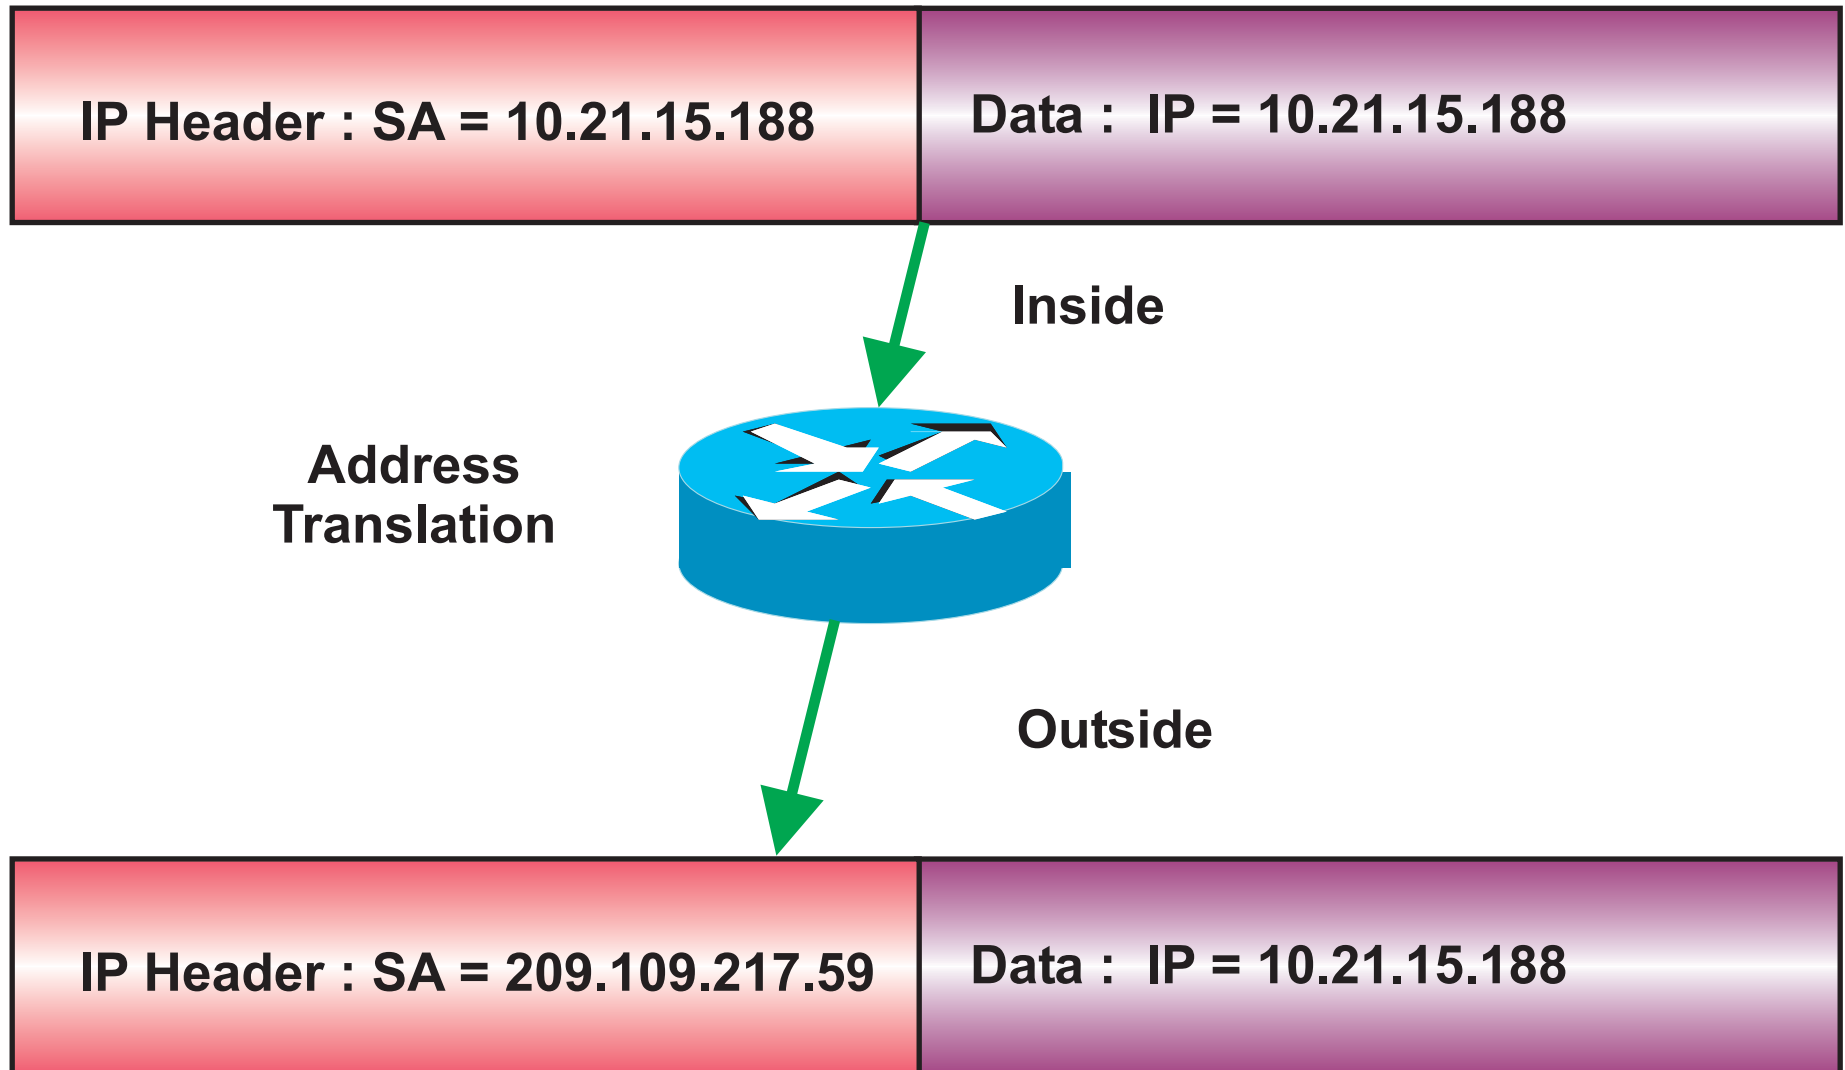 IP Header : SA = 10.21.15.188
Data : IP = 10.21.15.188
Inside
Address
Translation
Outside
IP Header : SA = 209.109.217.59
Data : IP = 10.21.15.188